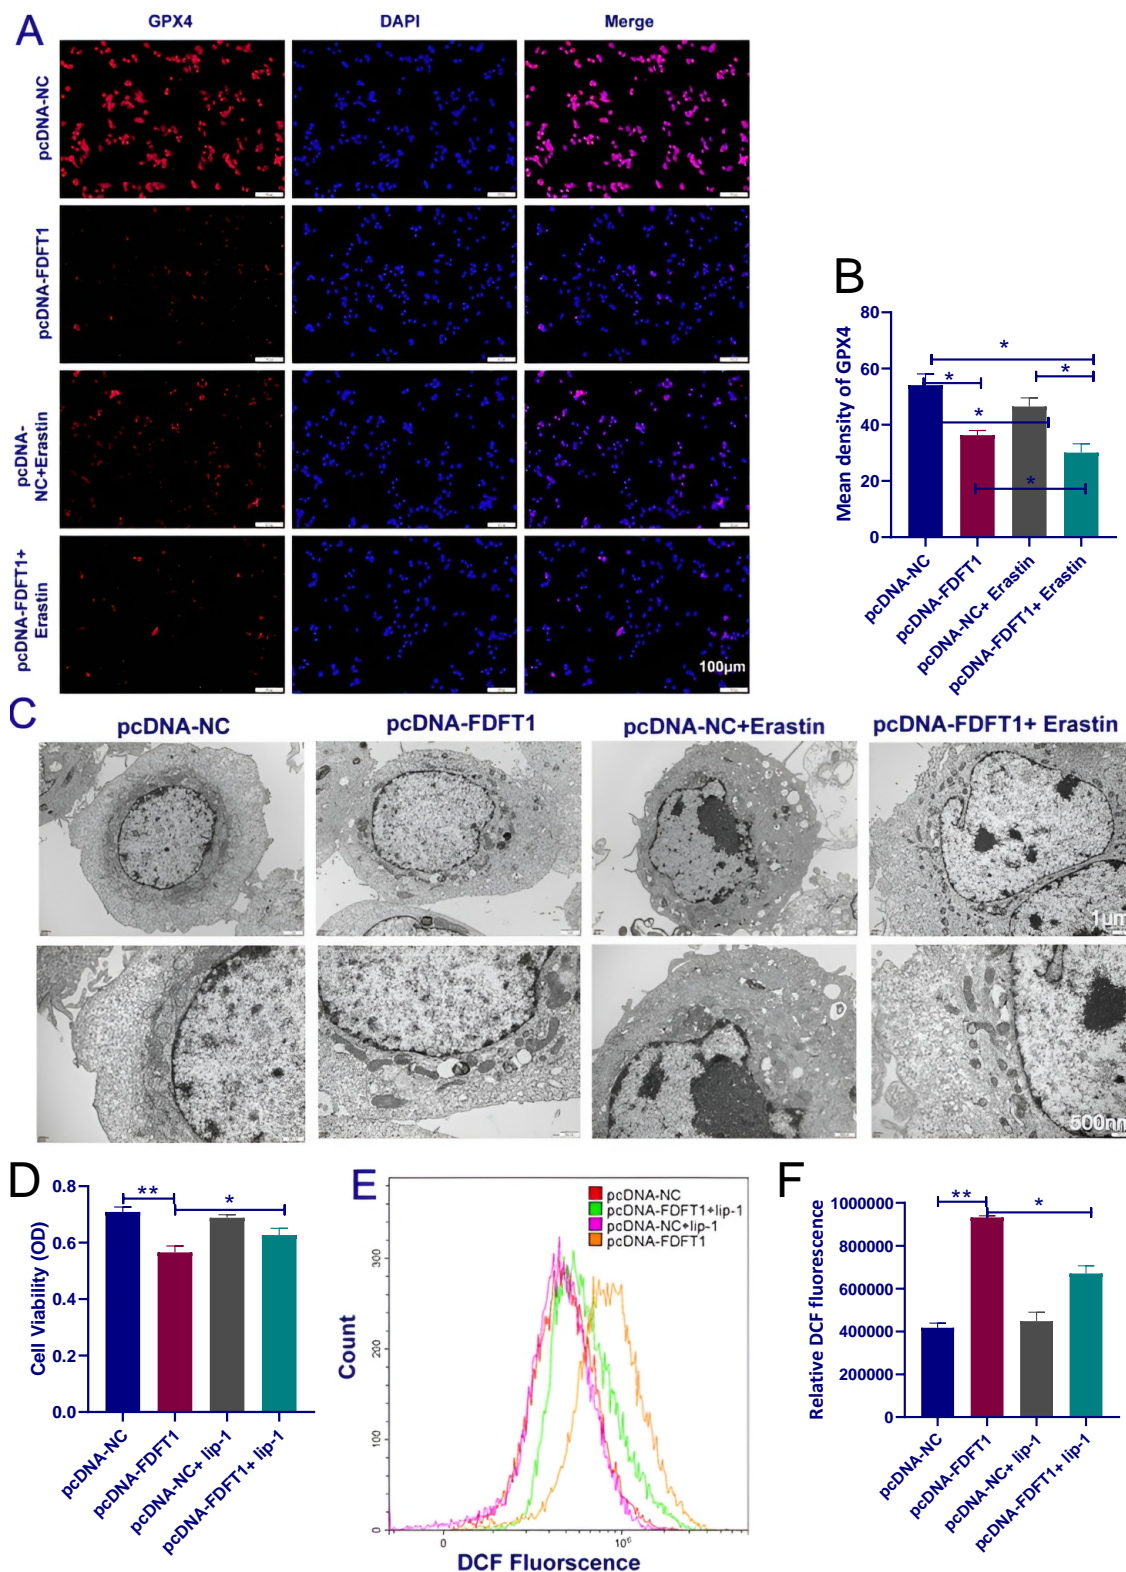 A
GPX4
DAPI
Merge
pcDNA-NC
pcDNA-FDFT1
pcDNA-
NC+Erastin
pcDNA-FDFT1+
Erastin
100μm
B
Mean density of GPX4
80
60
40
20
0
*
*
*
*
*
pcDNA-NC
pcDNA-FDFT1
pcDNA-NC+ Erastin
pcDNA-FDFT1+ Erastin
C
pcDNA-NC
pcDNA-FDFT1
pcDNA-NC+Erastin
pcDNA-FDFT1+ Erastin
1μm
500nm
D
Cell Viability (OD)
0.8
0.6
0.4
0.2
0.0
**
*
pcDNA-NC
pcDNA-FDFT1
pcDNA-NC+ lip-1
pcDNA-FDFT1+ lip-1
E
pcDNA-NC
pcDNA-FDFT1+lip-1
pcDNA-NC+lip-1
pcDNA-FDFT1
Count
300
200
100
0
0
10⁶
DCF Fluorscence
F
Relative DCF fluorescence
1000000
800000
600000
400000
200000
0
**
*
pcDNA-NC
pcDNA-FDFT1
pcDNA-NC+ lip-1
pcDNA-FDFT1+ lip-1